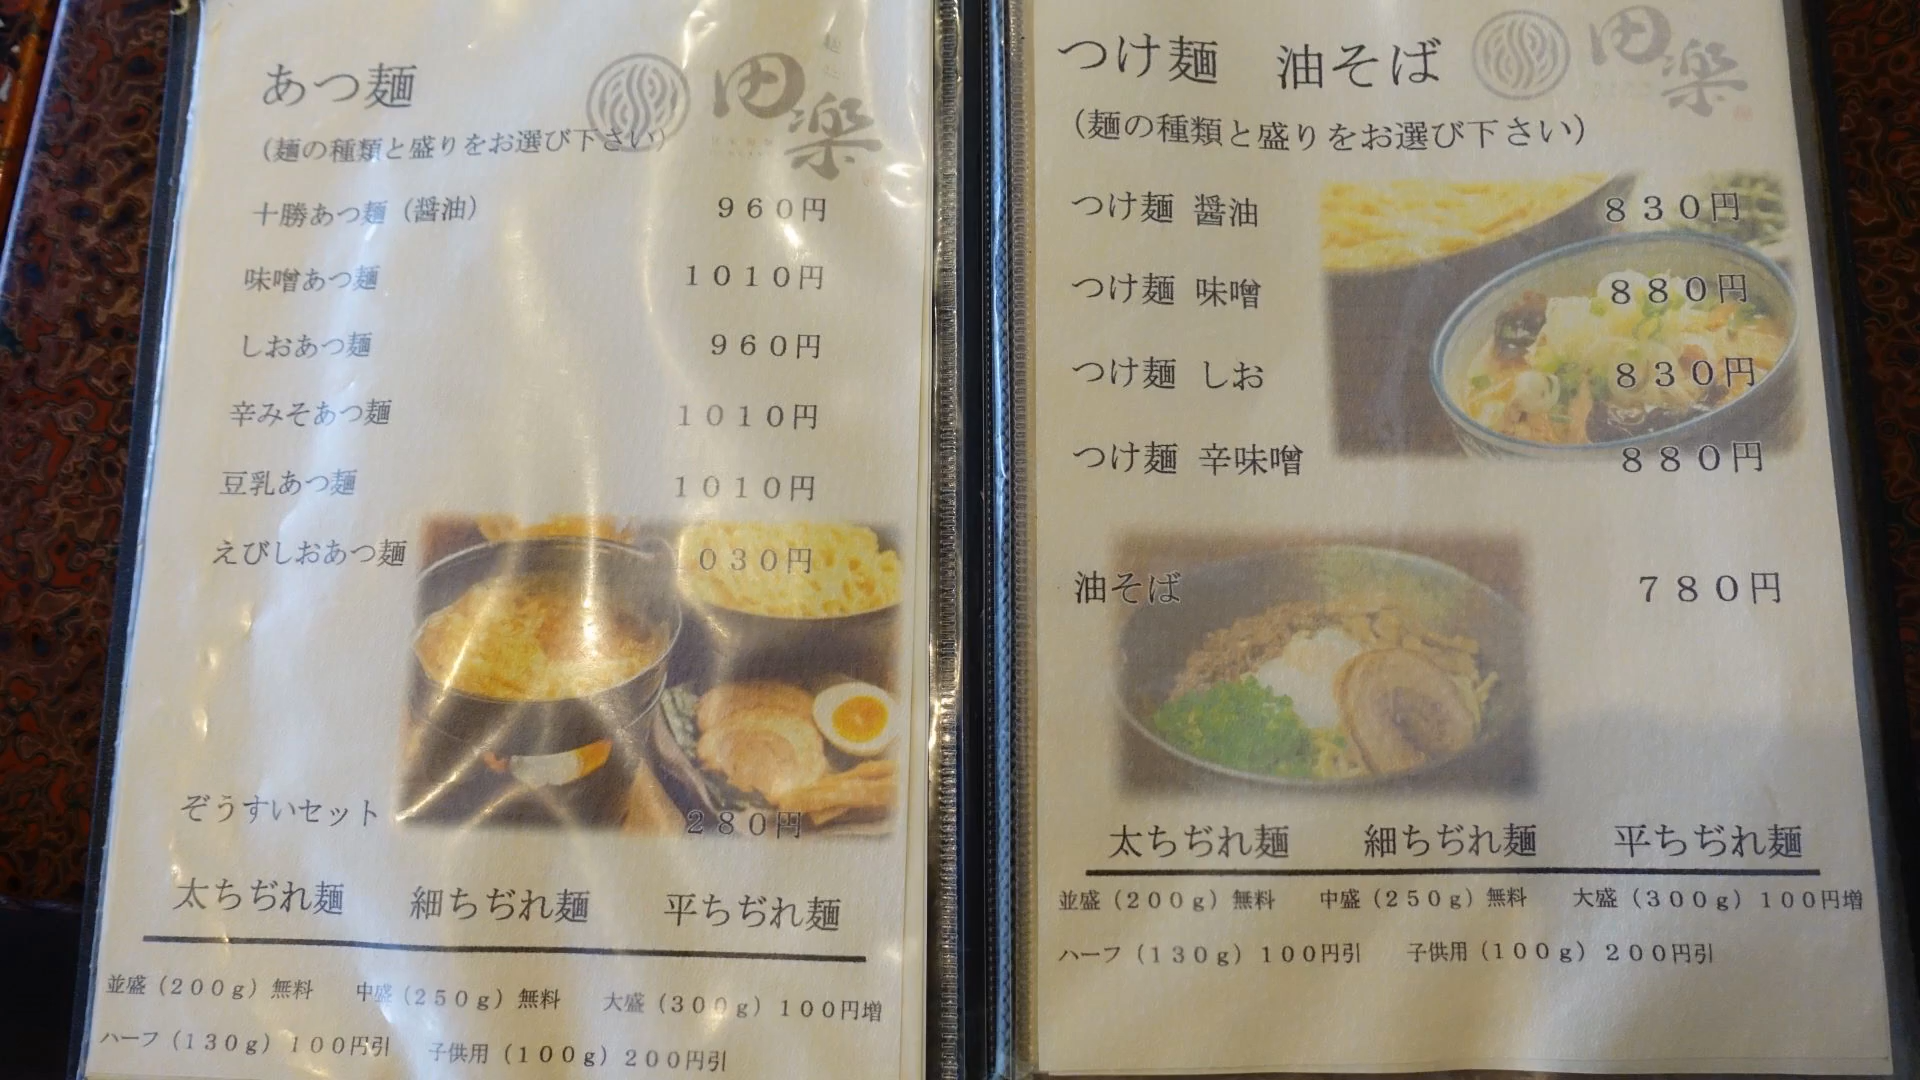 あつ麺
田楽
（麺の種類と盛りをお選び下さい）
十勝あつ麺（醤油） ９６０円
味噌あつ麺 １０１０円
しおあつ麺 ９６０円
辛みそあつ麺 １０１０円
豆乳あつ麺 １０１０円
えびしおあつ麺 ０３０円
ぞうすいセット ２８０円
太ちぢれ麺 細ちぢれ麺 平ちぢれ麺
並盛（２００ｇ）無料 中盛（２５０ｇ）無料 大盛（３００ｇ）１００円増
ハーフ（１３０ｇ）１００円引 子供用（１００ｇ）２００円引
つけ麺 油そば
田楽
（麺の種類と盛りをお選び下さい）
つけ麺 醤油 ８３０円
つけ麺 味噌 ８８０円
つけ麺 しお ８３０円
つけ麺 辛味噌 ８８０円
油そば ７８０円
太ちぢれ麺 細ちぢれ麺 平ちぢれ麺
並盛（２００ｇ）無料 中盛（２５０ｇ）無料 大盛（３００ｇ）１００円増
ハーフ（１３０ｇ）１００円引 子供用（１００ｇ）２００円引